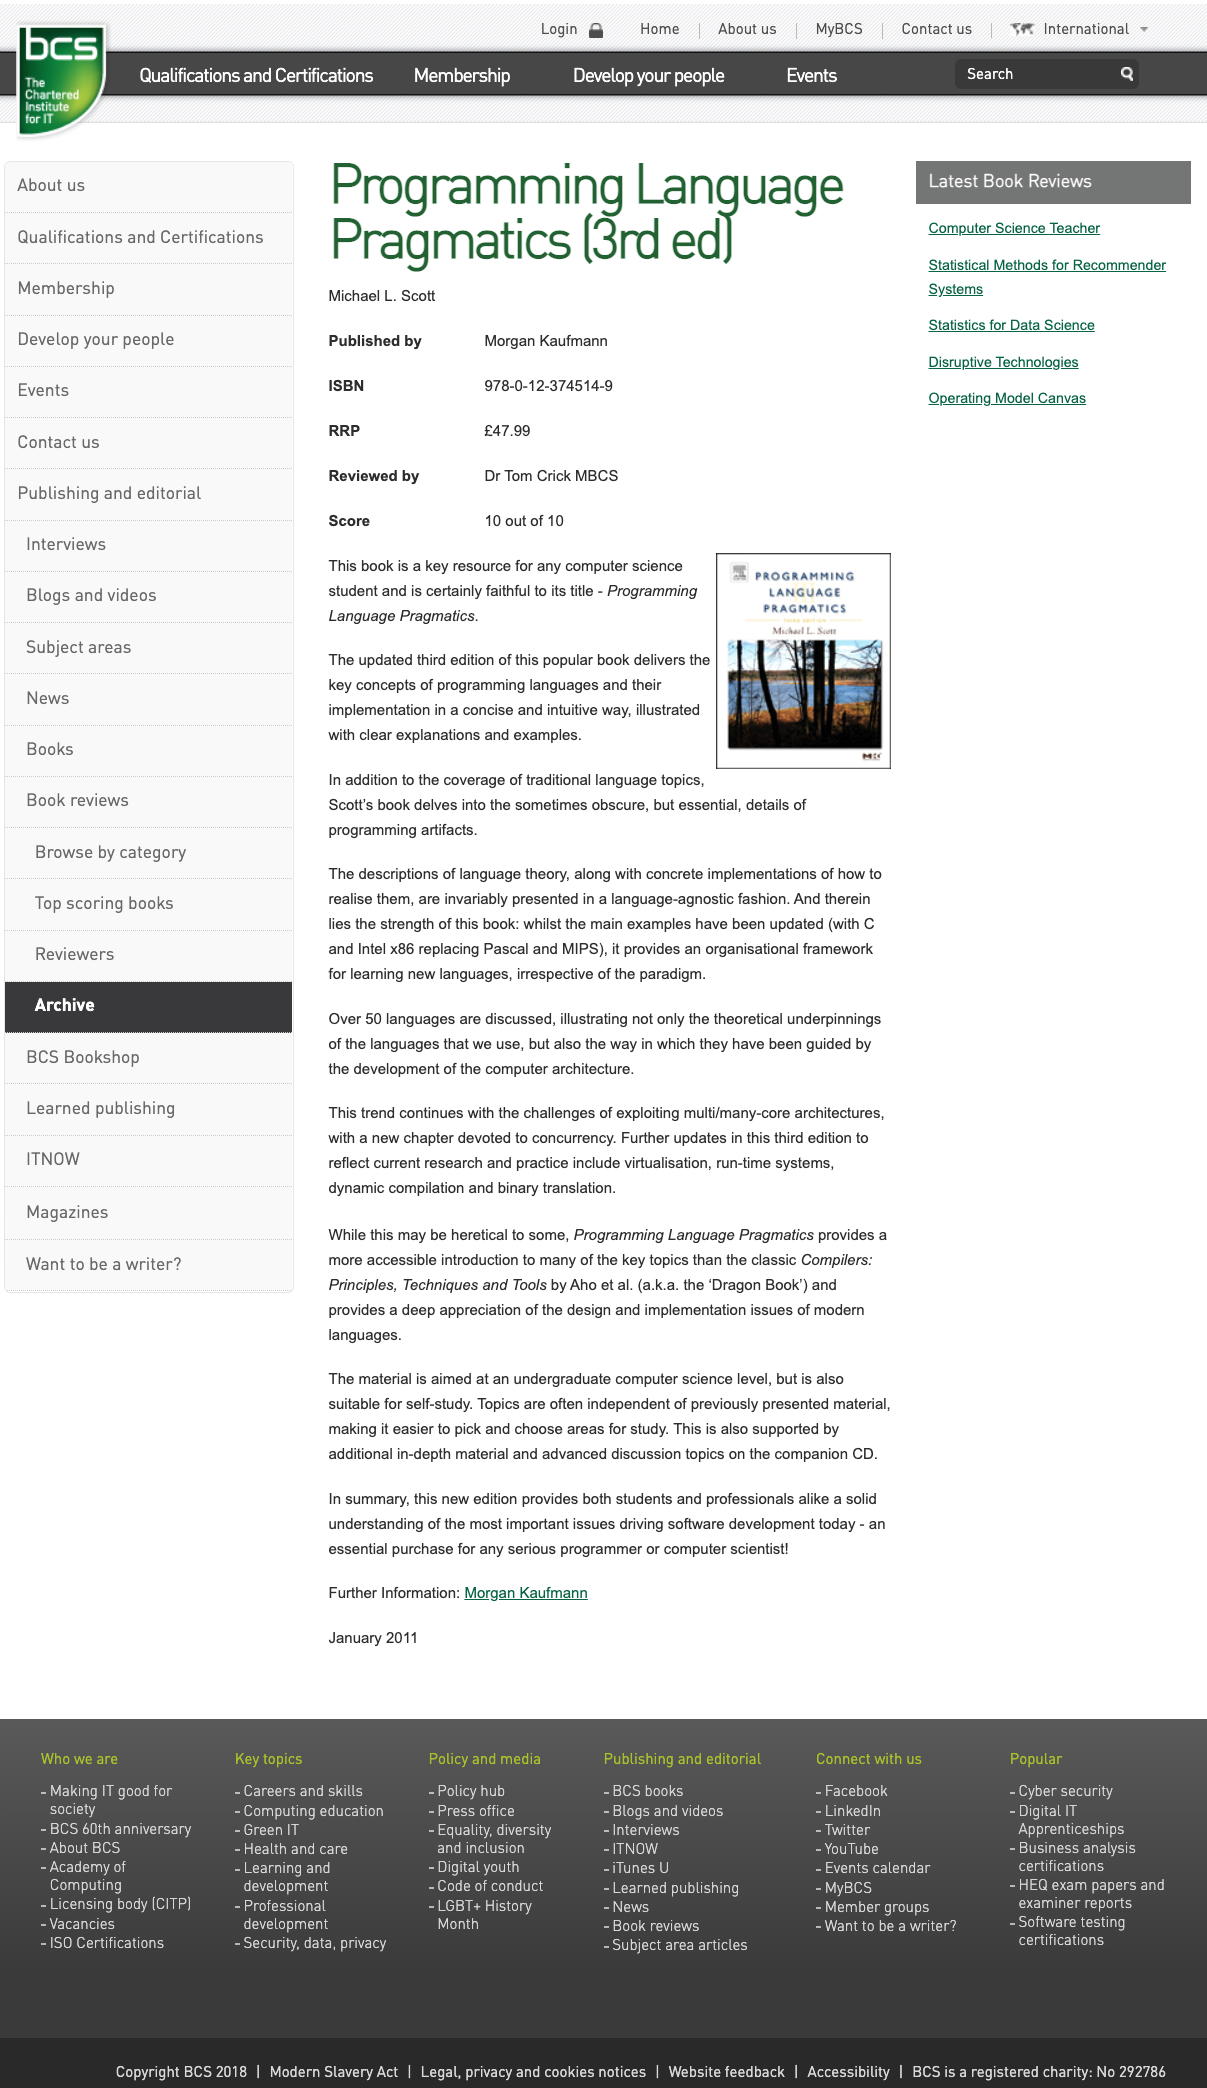 Login
Home
About us
MyBCS
Contact us
International
bcs
The
Chartered
Institute
for IT
Qualifications and Certifications
Membership
Develop your people
Events
Search
About us
Qualifications and Certifications
Membership
Develop your people
Events
Contact us
Publishing and editorial
Interviews
Blogs and videos
Subject areas
News
Books
Book reviews
Browse by category
Top scoring books
Reviewers
Archive
BCS Bookshop
Learned publishing
ITNOW
Magazines
Want to be a writer?
Programming Language
Pragmatics (3rd ed)
Michael L. Scott
Published by Morgan Kaufmann
ISBN 978-0-12-374514-9
RRP £47.99
Reviewed by Dr Tom Crick MBCS
Score 10 out of 10
This book is a key resource for any computer science
student and is certainly faithful to its title - Programming
Language Pragmatics.
The updated third edition of this popular book delivers the
key concepts of programming languages and their
implementation in a concise and intuitive way, illustrated
with clear explanations and examples.
In addition to the coverage of traditional language topics,
Scott's book delves into the sometimes obscure, but essential, details of
programming artifacts.
PROGRAMMING
LANGUAGE
PRAGMATICS
THIRD EDITION
Michael L. Scott
The descriptions of language theory, along with concrete implementations of how to
realise them, are invariably presented in a language-agnostic fashion. And therein
lies the strength of this book: whilst the main examples have been updated (with C
and Intel x86 replacing Pascal and MIPS), it provides an organisational framework
for learning new languages, irrespective of the paradigm.
Over 50 languages are discussed, illustrating not only the theoretical underpinnings
of the languages that we use, but also the way in which they have been guided by
the development of the computer architecture.
This trend continues with the challenges of exploiting multi/many-core architectures,
with a new chapter devoted to concurrency. Further updates in this third edition to
reflect current research and practice include virtualisation, run-time systems,
dynamic compilation and binary translation.
While this may be heretical to some, Programming Language Pragmatics provides a
more accessible introduction to many of the key topics than the classic Compilers:
Principles, Techniques and Tools by Aho et al. (a.k.a. the ‘Dragon Book’) and
provides a deep appreciation of the design and implementation issues of modern
languages.
The material is aimed at an undergraduate computer science level, but is also
suitable for self-study. Topics are often independent of previously presented material,
making it easier to pick and choose areas for study. This is also supported by
additional in-depth material and advanced discussion topics on the companion CD.
In summary, this new edition provides both students and professionals alike a solid
understanding of the most important issues driving software development today - an
essential purchase for any serious programmer or computer scientist!
Further Information: Morgan Kaufmann
January 2011
Latest Book Reviews
Computer Science Teacher
Statistical Methods for Recommender
Systems
Statistics for Data Science
Disruptive Technologies
Operating Model Canvas
Who we are
- Making IT good for
society
- BCS 60th anniversary
- About BCS
- Academy of
Computing
- Licensing body (CITP)
- Vacancies
- ISO Certifications
Key topics
- Careers and skills
- Computing education
- Green IT
- Health and care
- Learning and
development
- Professional
development
- Security, data, privacy
Policy and media
- Policy hub
- Press office
- Equality, diversity
and inclusion
- Digital youth
- Code of conduct
- LGBT+ History
Month
Publishing and editorial
- BCS books
- Blogs and videos
- Interviews
- ITNOW
- iTunes U
- Learned publishing
- News
- Book reviews
- Subject area articles
Connect with us
- Facebook
- LinkedIn
- Twitter
- YouTube
- Events calendar
- MyBCS
- Member groups
- Want to be a writer?
Popular
- Cyber security
- Digital IT
Apprenticeships
- Business analysis
certifications
- HEQ exam papers and
examiner reports
- Software testing
certifications
Copyright BCS 2018 | Modern Slavery Act | Legal, privacy and cookies notices | Website feedback | Accessibility | BCS is a registered charity: No 292786